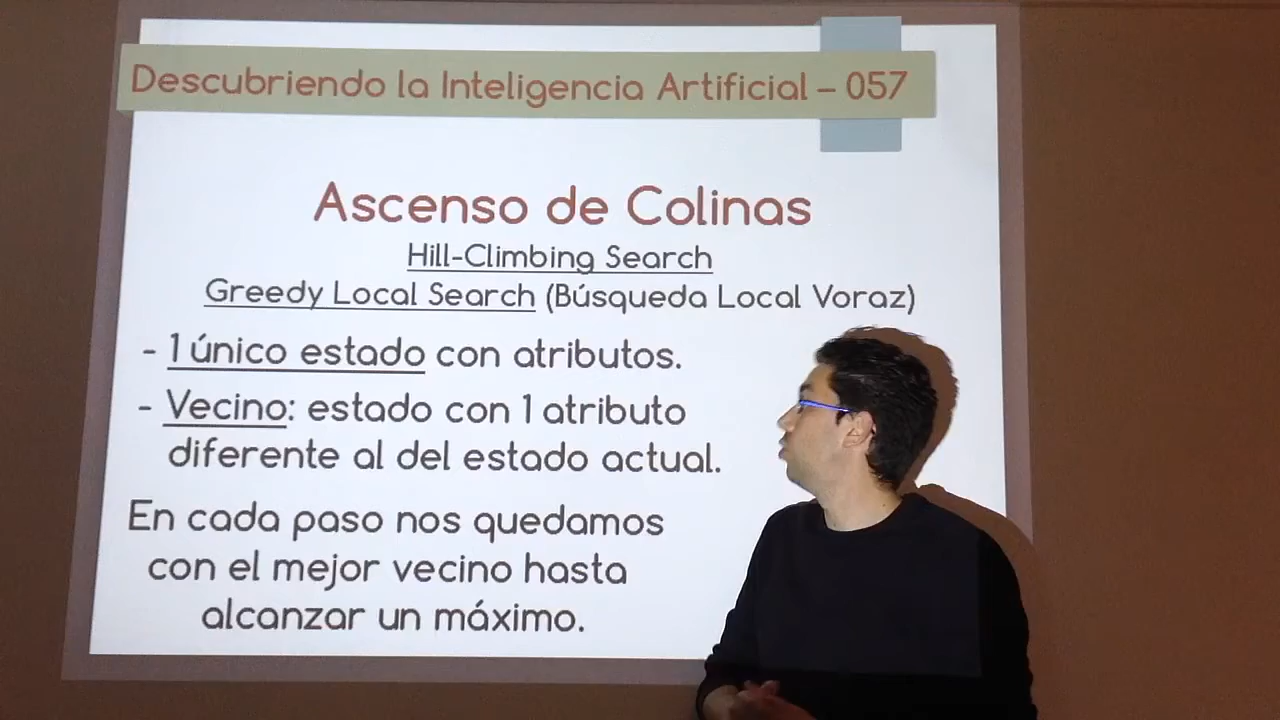 Descubriendo la Inteligencia Artificial – 057
Ascenso de Colinas
Hill-Climbing Search
Greedy Local Search (Búsqueda Local Voraz)
- 1 único estado con atributos.
- Vecino: estado con 1 atributo
diferente al del estado actual.
En cada paso nos quedamos
con el mejor vecino hasta
alcanzar un máximo.